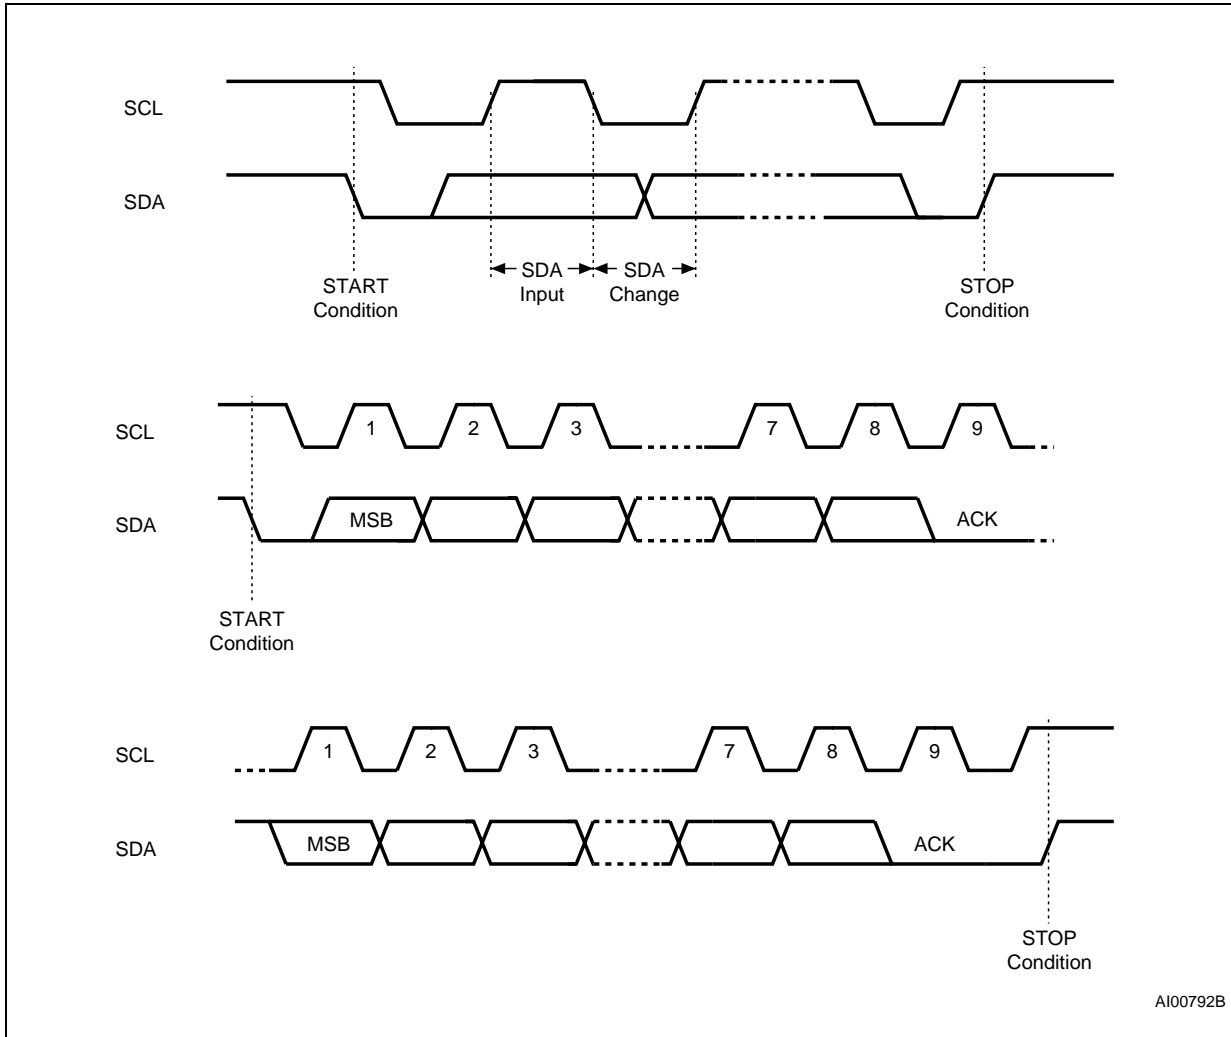 SCL
SDA
SDA
Input
SDA
Change
START
Condition
STOP
Condition
SCL
1 2 3 7 8 9
SDA
MSB ACK
START
Condition
SCL
1 2 3 7 8 9
SDA
MSB ACK
STOP
Condition
AI00792B